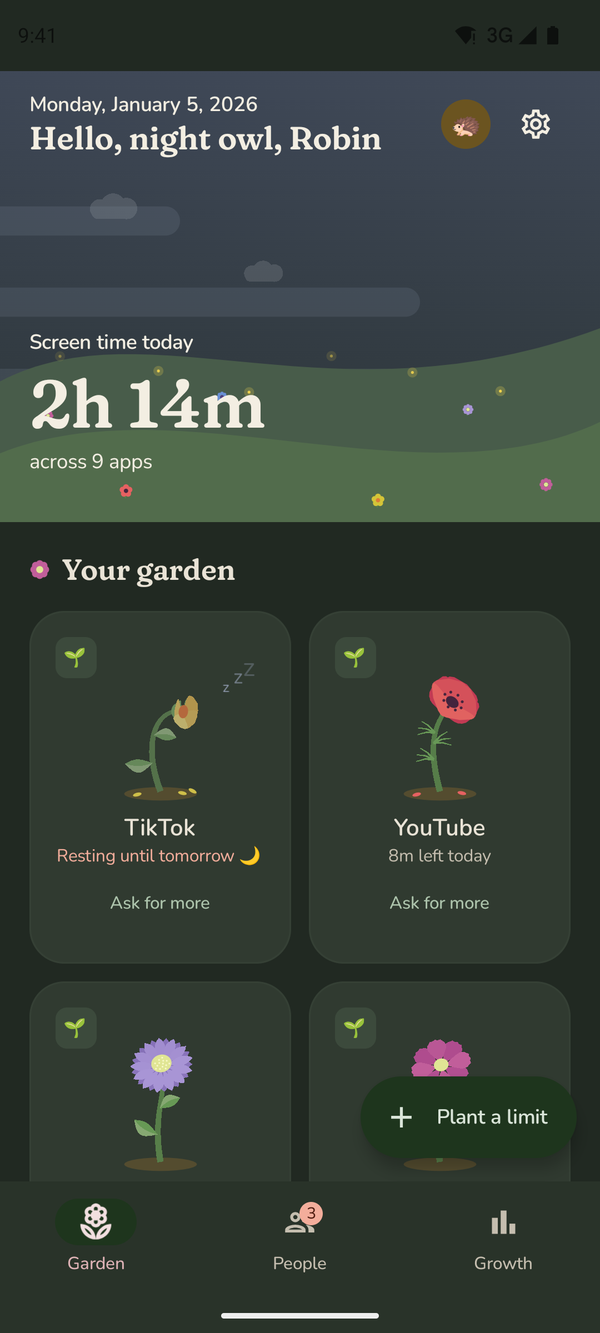 9:41
3G
Monday, January 5, 2026
Hello, night owl, Robin
Screen time today
2h 14m
across 9 apps
Your garden
z z Z
TikTok
Resting until tomorrow 🌙
Ask for more
YouTube
8m left today
Ask for more
+ Plant a limit
3
Garden
People
Growth